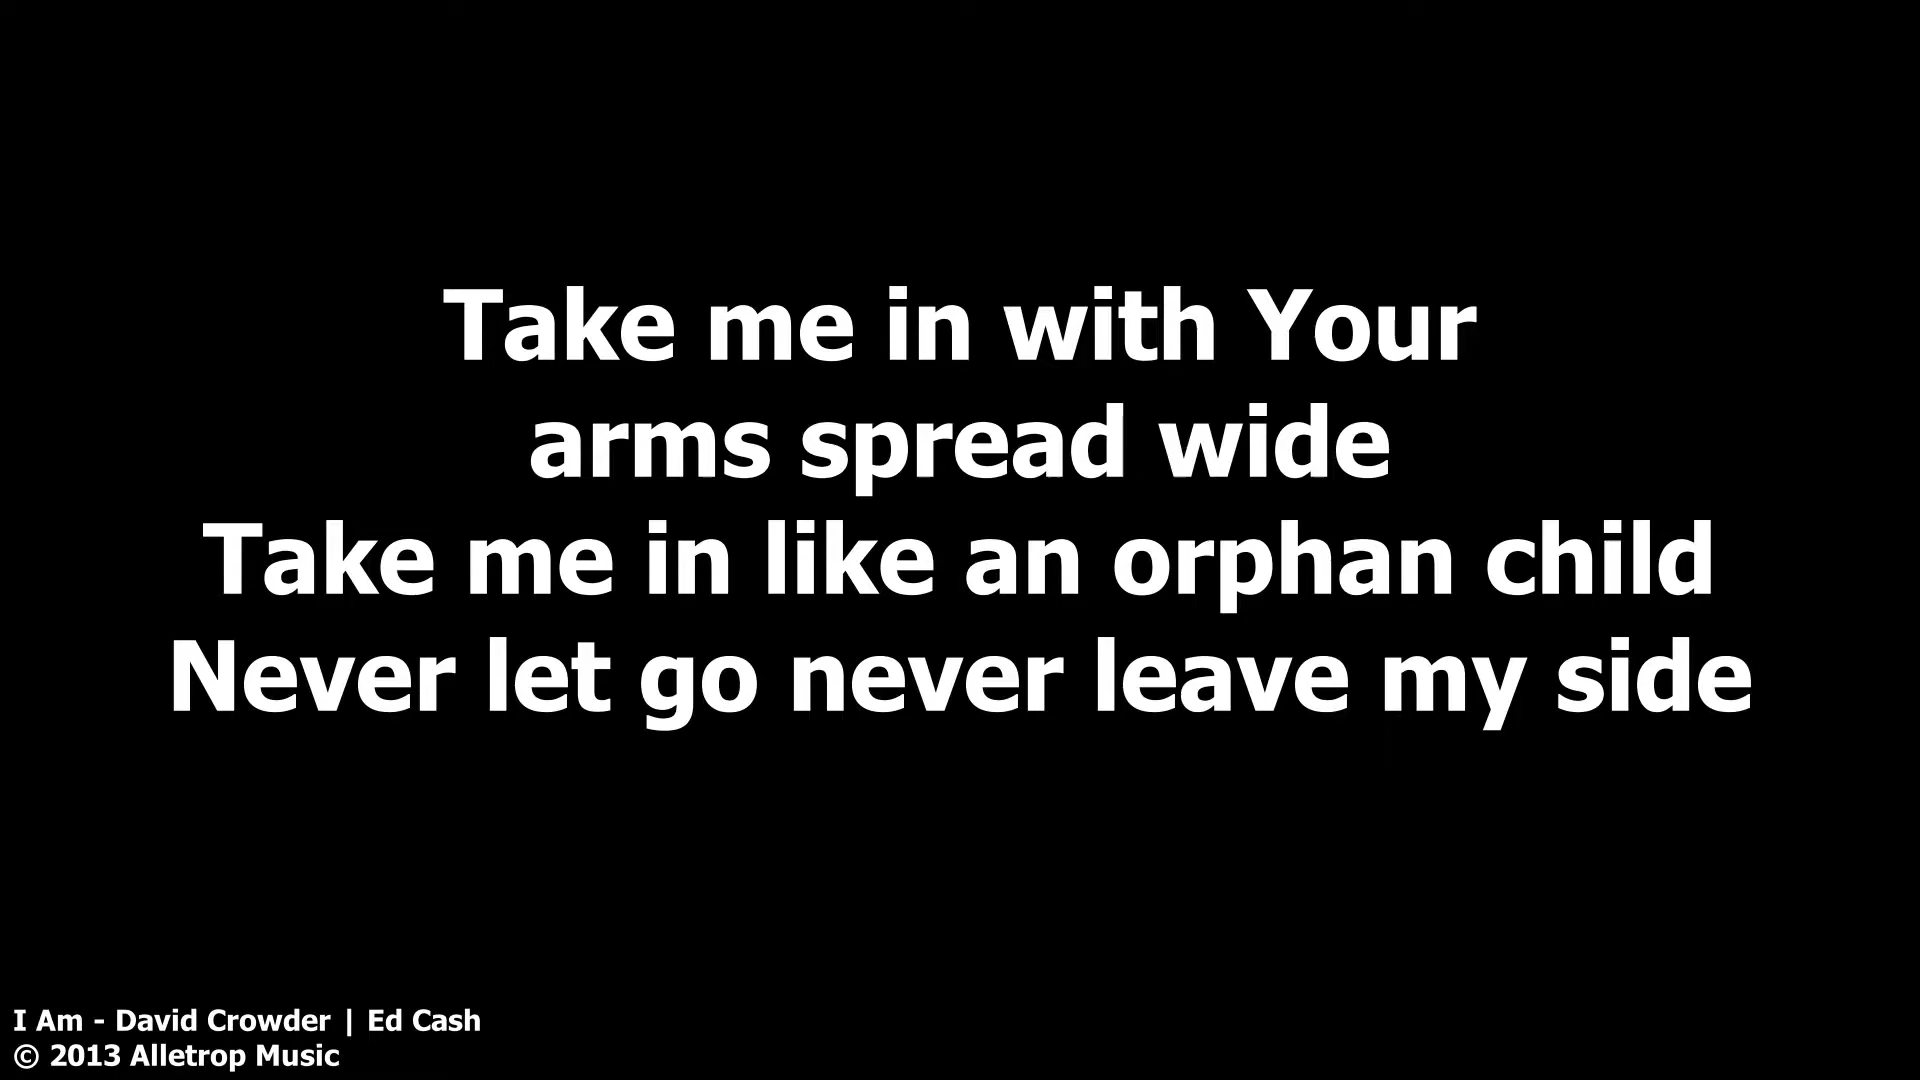 Take me in with Your
arms spread wide
Take me in like an orphan child
Never let go never leave my side
I Am - David Crowder | Ed Cash
© 2013 Alletrop Music